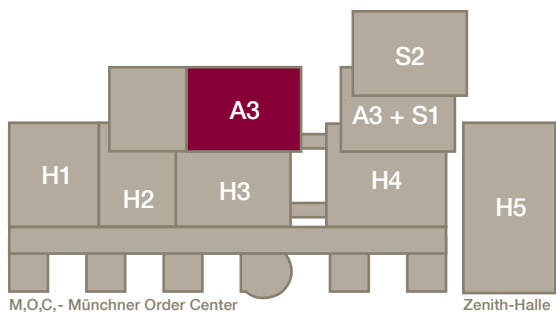 S2
A3
A3 + S1
H1
H2
H3
H4
H5
M,O,C,- Münchner Order Center
Zenith-Halle